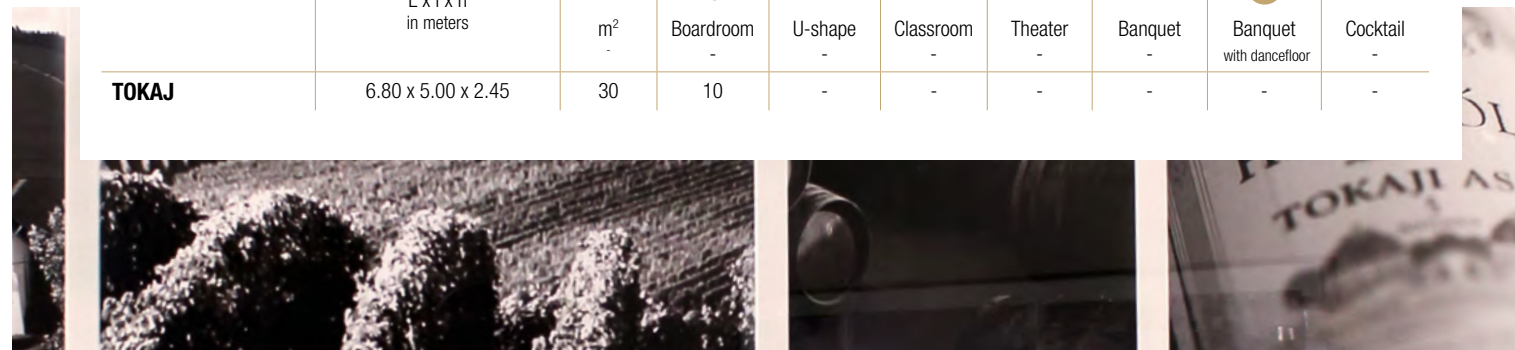 L x l x h
in meters
m²
-
Boardroom
-
U-shape
-
Classroom
-
Theater
-
Banquet
-
Banquet
with dancefloor
Cocktail
-
TOKAJ 6.80 x 5.00 x 2.45 30 10 - - - - - -
TOKAJI